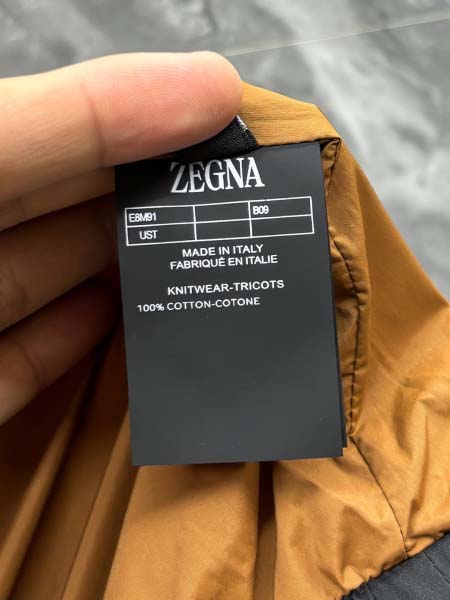 ZEGNA
E8M91 B09
UST
MADE IN ITALY
FABRIQUÉ EN ITALIE
KNITWEAR-TRICOTS
100% COTTON-COTONE